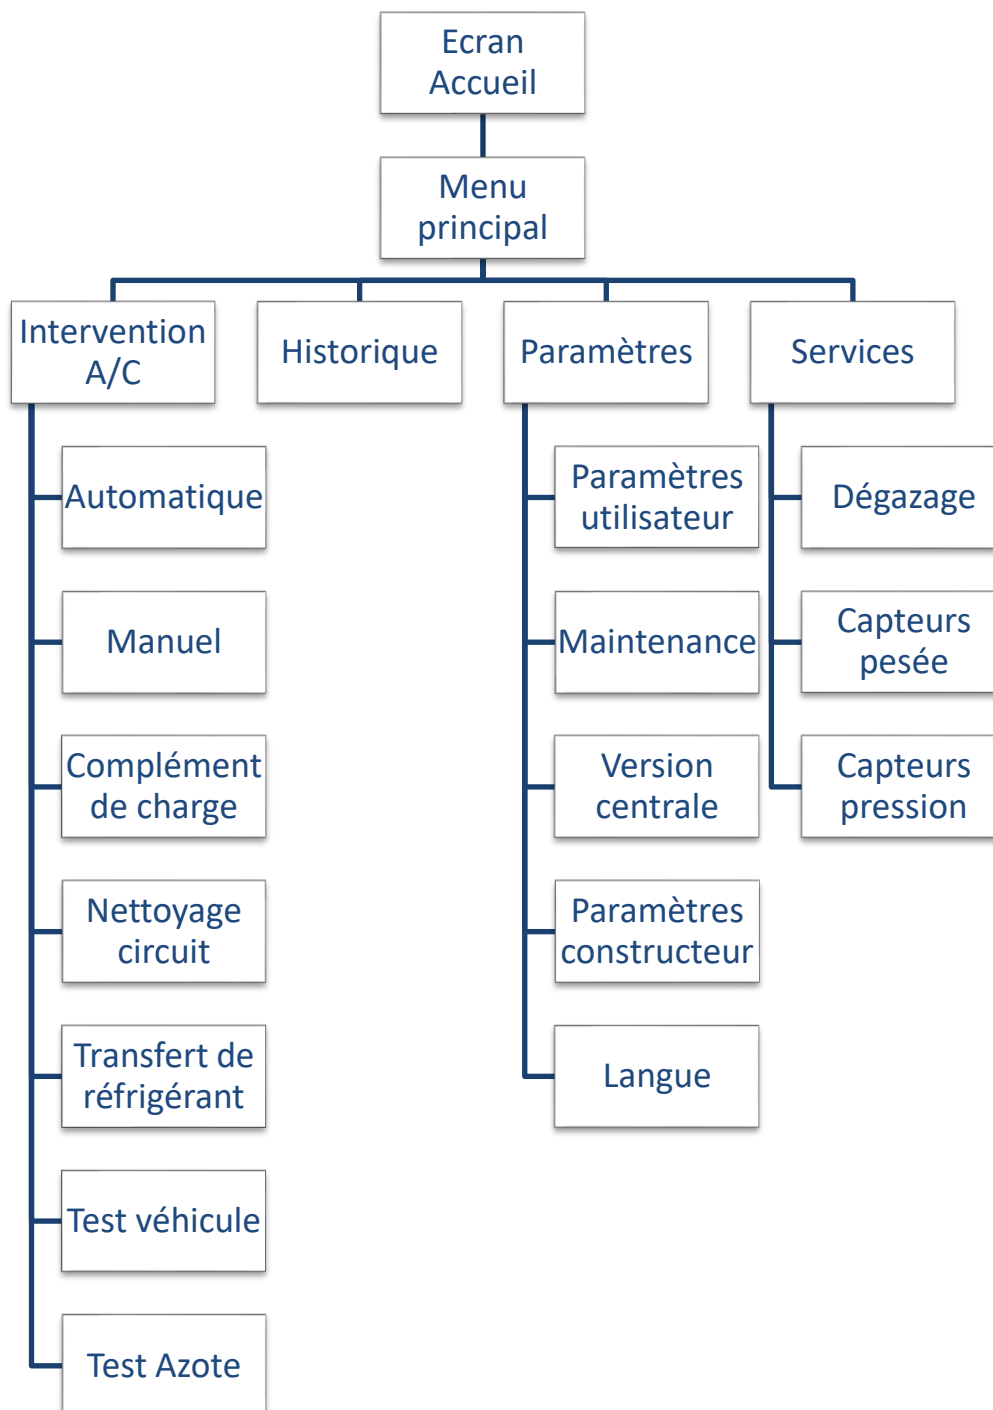 Ecran
Accueil
Menu
principal
Intervention
A/C
Historique
Paramètres
Services
Automatique
Manuel
Complément
de charge
Nettoyage
circuit
Transfert de
réfrigérant
Test véhicule
Test Azote
Paramètres
utilisateur
Maintenance
Version
centrale
Paramètres
constructeur
Langue
Dégazage
Capteurs
pesée
Capteurs
pression